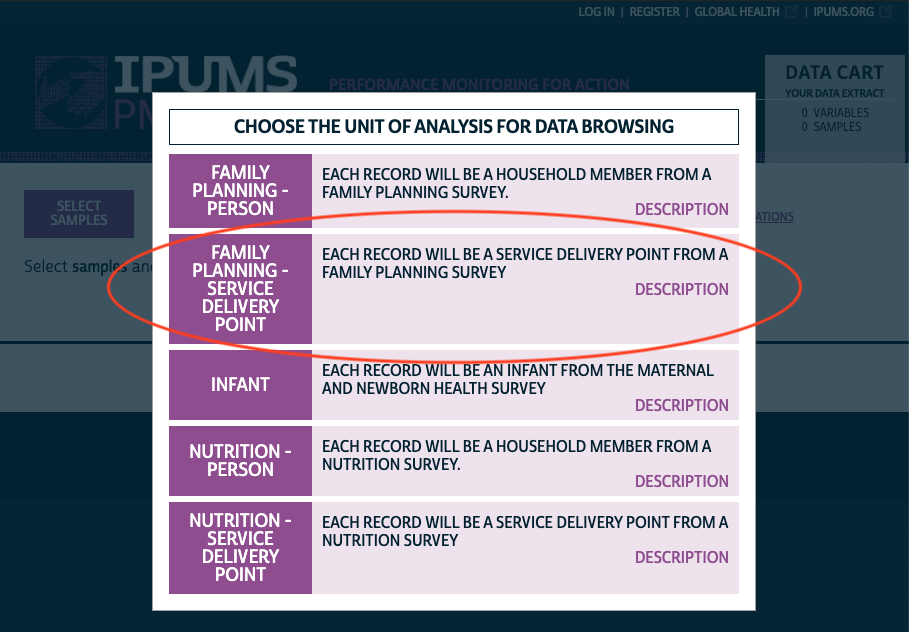 LOG IN | REGISTER | GLOBAL HEALTH | IPUMS.ORG
IPUMS
PM
PERFORMANCE MONITORING FOR ACTION
DATA CART
YOUR DATA EXTRACT
0 VARIABLES
0 SAMPLES
SELECT
SAMPLES
Select samples and
CHOOSE THE UNIT OF ANALYSIS FOR DATA BROWSING
FAMILY
PLANNING -
PERSON
EACH RECORD WILL BE A HOUSEHOLD MEMBER FROM A
FAMILY PLANNING SURVEY.
DESCRIPTION
FAMILY
PLANNING -
SERVICE
DELIVERY
POINT
EACH RECORD WILL BE A SERVICE DELIVERY POINT FROM A
FAMILY PLANNING SURVEY
DESCRIPTION
INFANT
EACH RECORD WILL BE AN INFANT FROM THE MATERNAL
AND NEWBORN HEALTH SURVEY
DESCRIPTION
NUTRITION -
PERSON
EACH RECORD WILL BE A HOUSEHOLD MEMBER FROM A
NUTRITION SURVEY.
DESCRIPTION
NUTRITION -
SERVICE
DELIVERY
POINT
EACH RECORD WILL BE A SERVICE DELIVERY POINT FROM A
NUTRITION SURVEY
DESCRIPTION